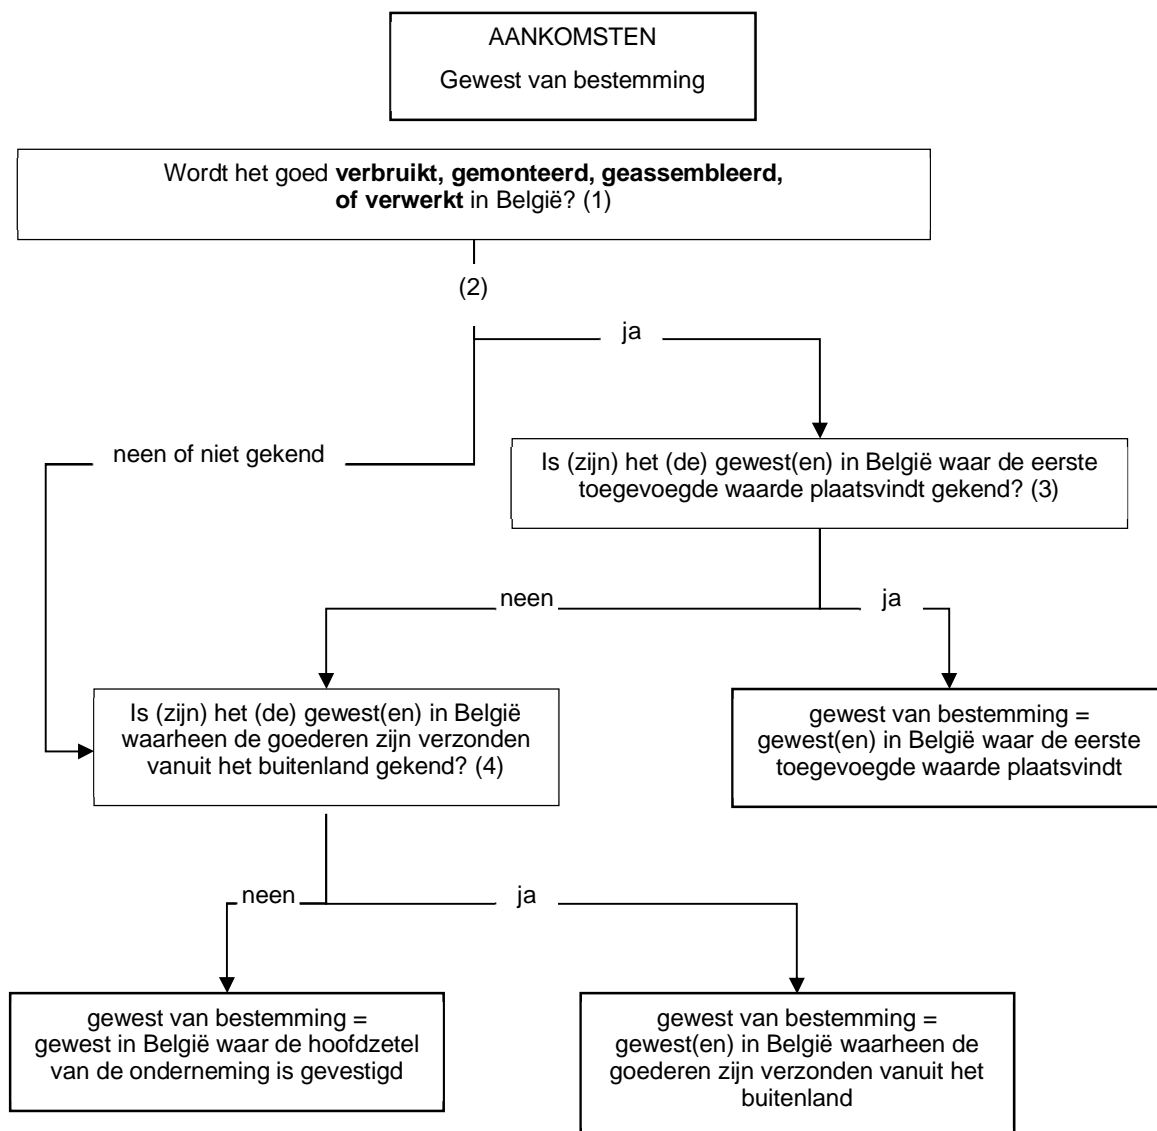 AANKOMSTEN
Gewest van bestemming
Wordt het goed verbruikt, gemonteerd, geassembleerd,
of verwerkt in België? (1)
(2)
ja
neen of niet gekend
Is (zijn) het (de) gewest(en) in België waar de eerste
toegevoegde waarde plaatsvindt gekend? (3)
neen
ja
Is (zijn) het (de) gewest(en) in België
waarheen de goederen zijn verzonden
vanuit het buitenland gekend? (4)
gewest van bestemming =
gewest(en) in België waar de eerste
toegevoegde waarde plaatsvindt
neen
ja
gewest van bestemming =
gewest in België waar de hoofdzetel
van de onderneming is gevestigd
gewest van bestemming =
gewest(en) in België waarheen de
goederen zijn verzonden vanuit het
buitenland